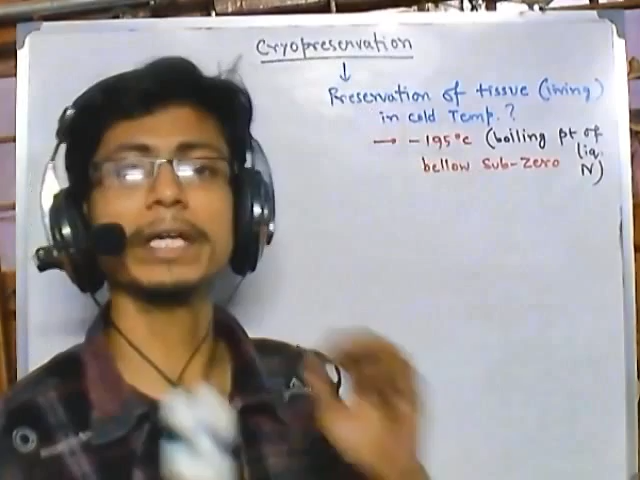 Cryopreservation
↓
Preservation of tissue (living)
in cold Temp.?
→ -195°C (boiling pt of
liq.
bellow Sub-Zero N)